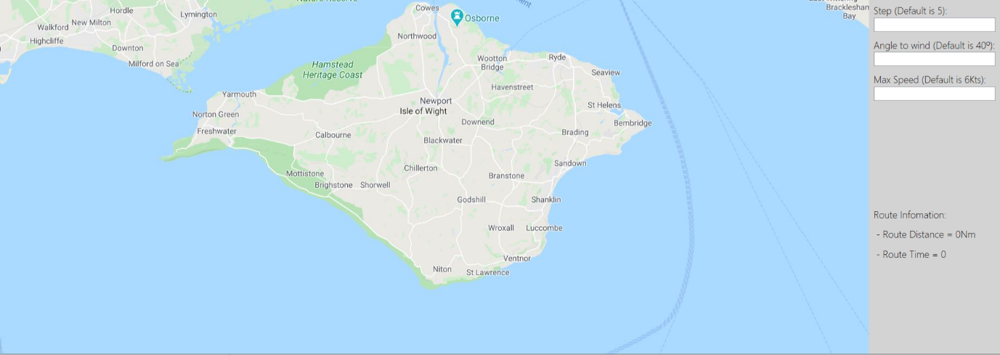 Nature Reserve
Hordle
Lymington
New Milton
Walkford
Highcliffe
Downton
Milford on Sea
Cowes
Osborne
Northwood
Hamstead
Heritage Coast
Wootton
Bridge
Ryde
Seaview
Havenstreet
Yarmouth
Newport
Isle of Wight
St Helens
Norton Green
Downend
Bembridge
Freshwater
Calbourne
Blackwater
Brading
Chillerton
Sandown
Mottistone
Branstone
Brighstone
Shorwell
Godshill
Shanklin
Wroxall
Luccombe
Ventnor
Niton
St Lawrence
Bracklesham
Bay
Step (Default is 5):
Angle to wind (Default is 40º):
Max Speed (Default is 6Kts):
Route Infomation:
- Route Distance = 0Nm
- Route Time = 0